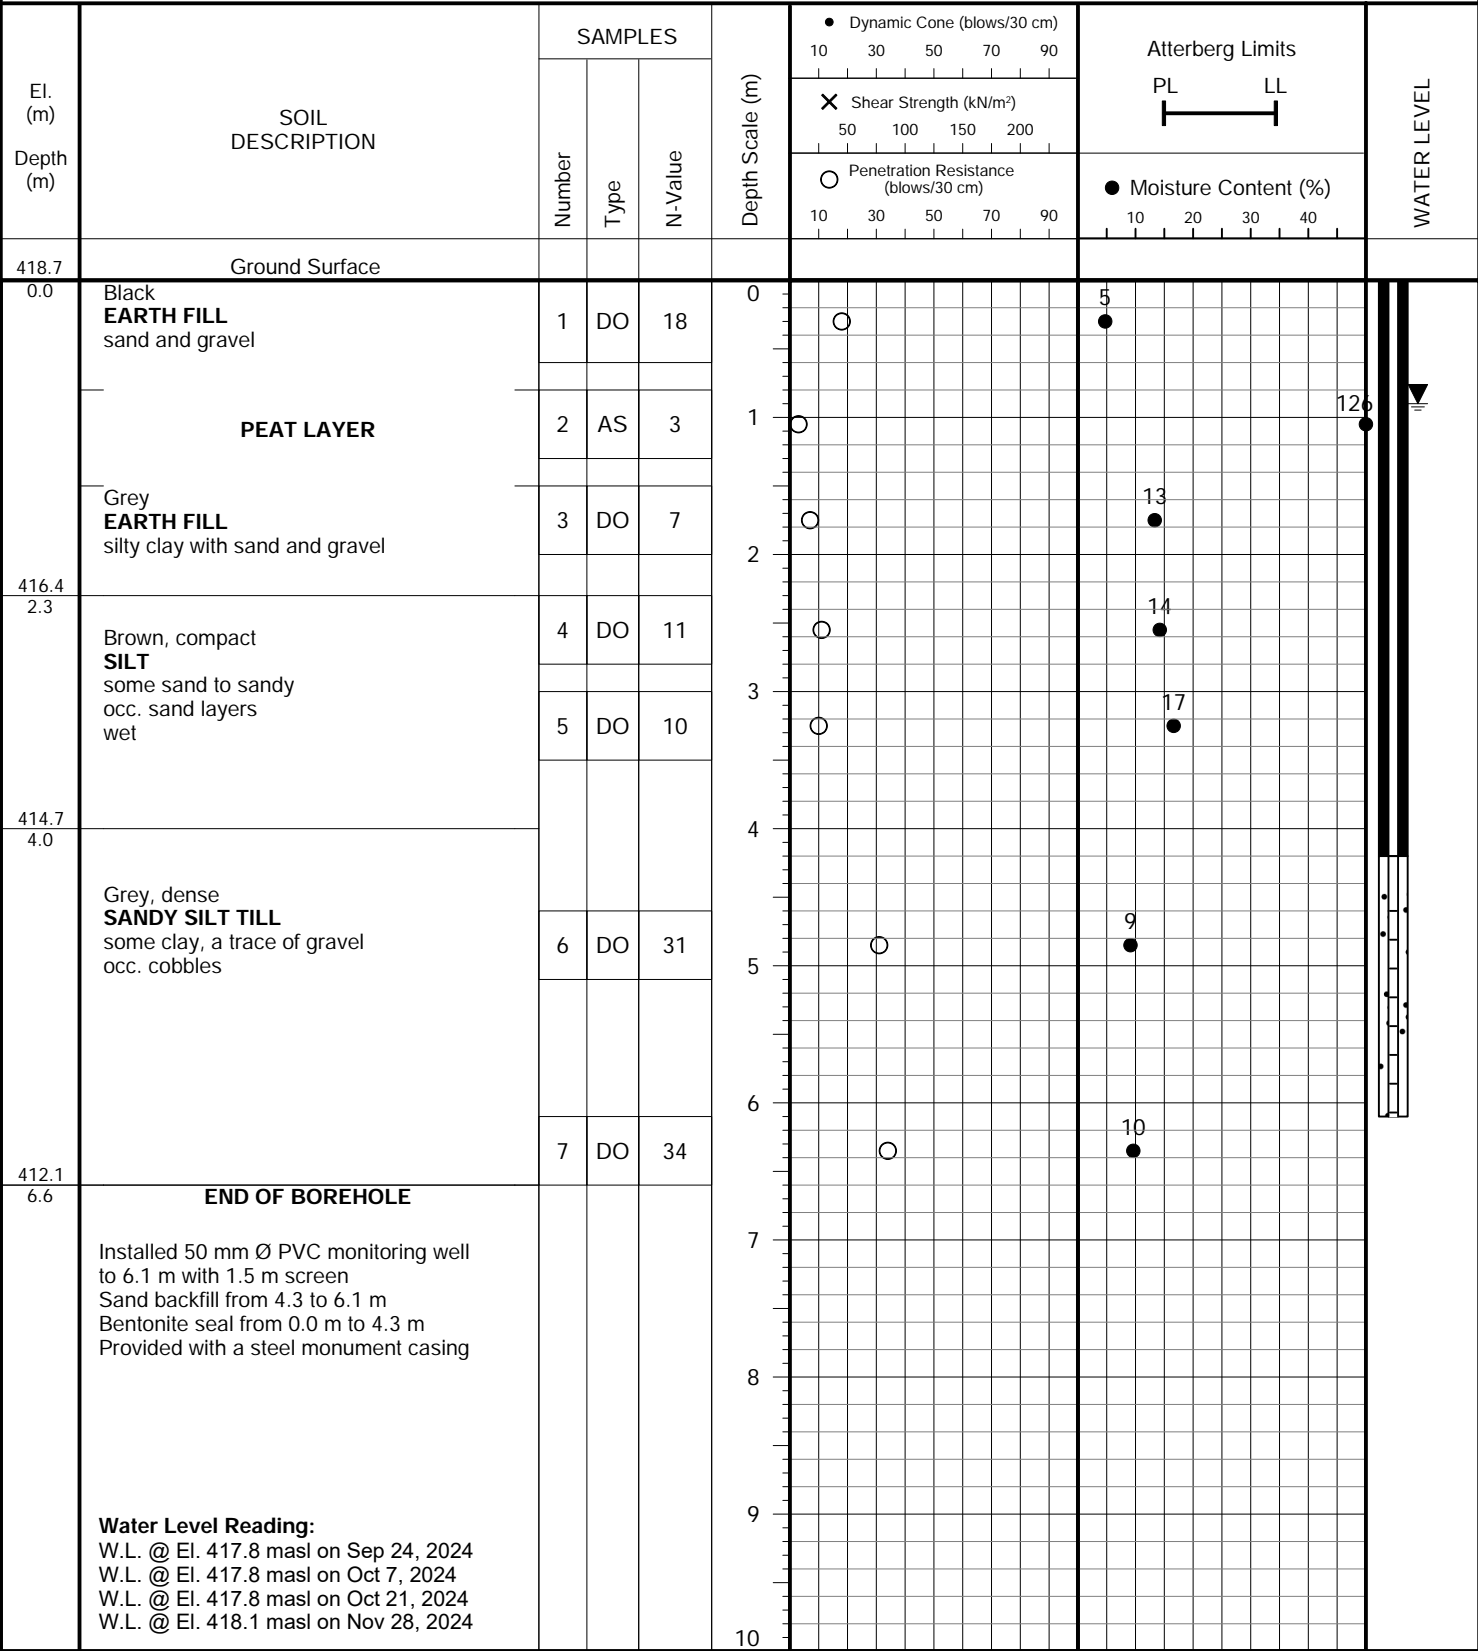 El.
(m)
Depth
(m)
SOIL
DESCRIPTION
SAMPLES
Number
Type
N-Value
Depth Scale (m)
Dynamic Cone (blows/30 cm)
10 30 50 70 90
Shear Strength (kN/m²)
50 100 150 200
Penetration Resistance
(blows/30 cm)
10 30 50 70 90
Atterberg Limits
PL LL
Moisture Content (%)
10 20 30 40
WATER LEVEL
418.7 Ground Surface
0.0
Black
EARTH FILL
sand and gravel
1 DO 18
0
5
PEAT LAYER
2 AS 3
1
126
Grey
EARTH FILL
silty clay with sand and gravel
3 DO 7
13
2
416.4
2.3
Brown, compact
SILT
some sand to sandy
occ. sand layers
wet
4 DO 11
14
3
5 DO 10
17
414.7
4.0
4
Grey, dense
SANDY SILT TILL
some clay, a trace of gravel
occ. cobbles
6 DO 31
9
5
6
7 DO 34
10
412.1
6.6
END OF BOREHOLE
7
Installed 50 mm Ø PVC monitoring well
to 6.1 m with 1.5 m screen
Sand backfill from 4.3 to 6.1 m
Bentonite seal from 0.0 m to 4.3 m
Provided with a steel monument casing
8
9
Water Level Reading:
W.L. @ El. 417.8 masl on Sep 24, 2024
W.L. @ El. 417.8 masl on Oct 7, 2024
W.L. @ El. 417.8 masl on Oct 21, 2024
W.L. @ El. 418.1 masl on Nov 28, 2024
10